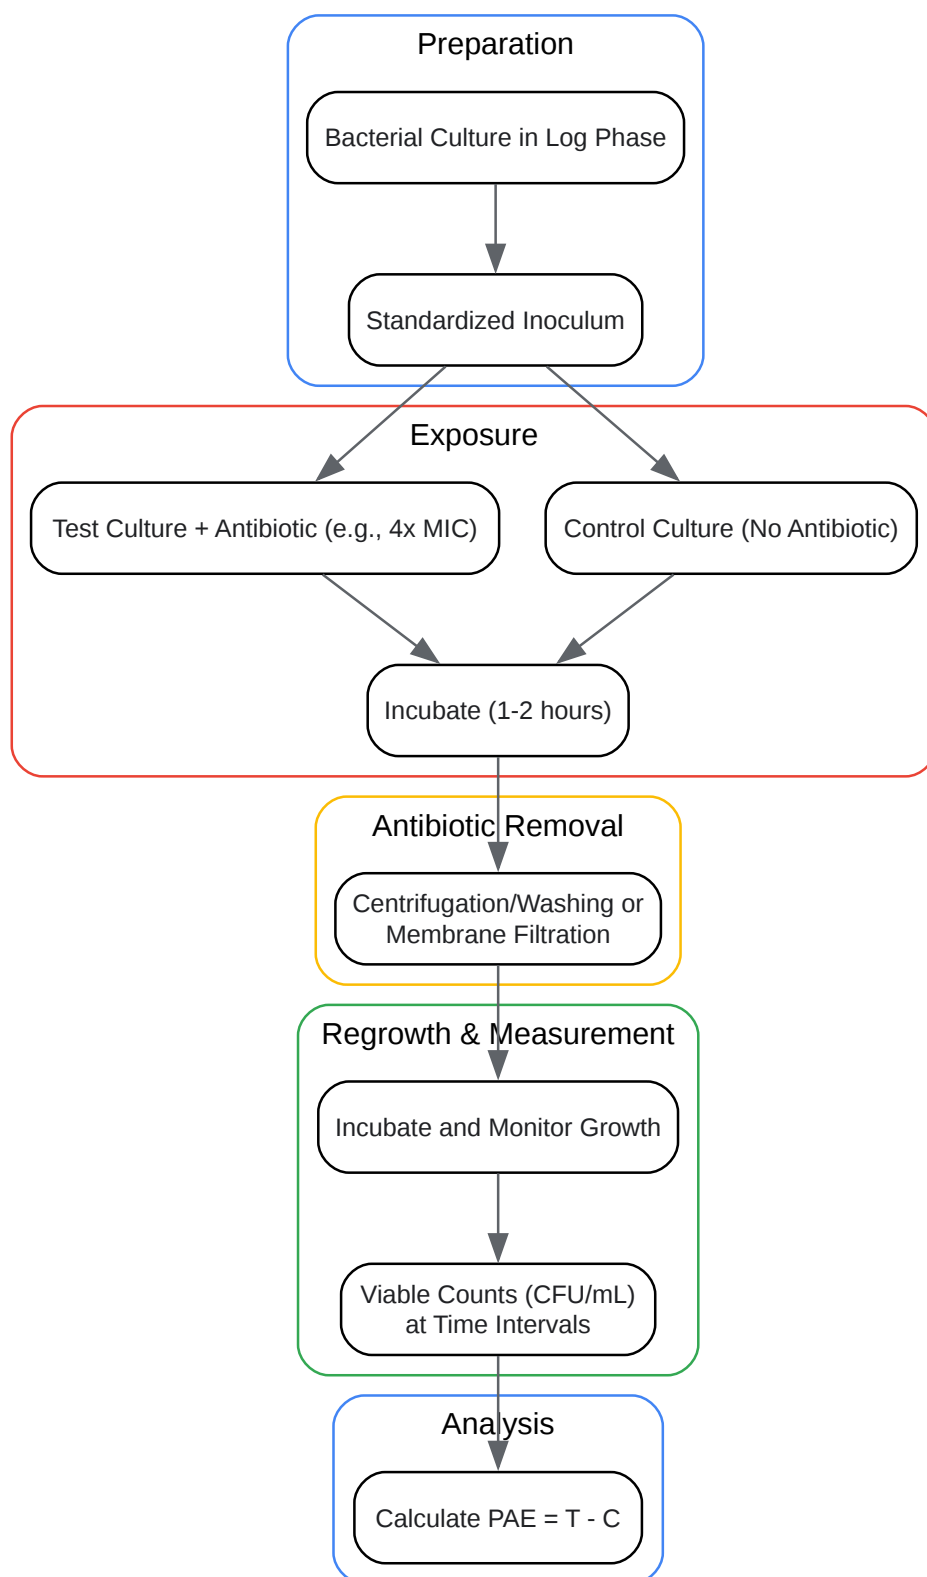 Preparation
Bacterial Culture in Log Phase
Standardized Inoculum
Exposure
Test Culture + Antibiotic (e.g., 4x MIC)
Control Culture (No Antibiotic)
Incubate (1-2 hours)
Antibiotic Removal
Centrifugation/Washing or
Membrane Filtration
Regrowth & Measurement
Incubate and Monitor Growth
Viable Counts (CFU/mL)
at Time Intervals
Analysis
Calculate PAE = T - C